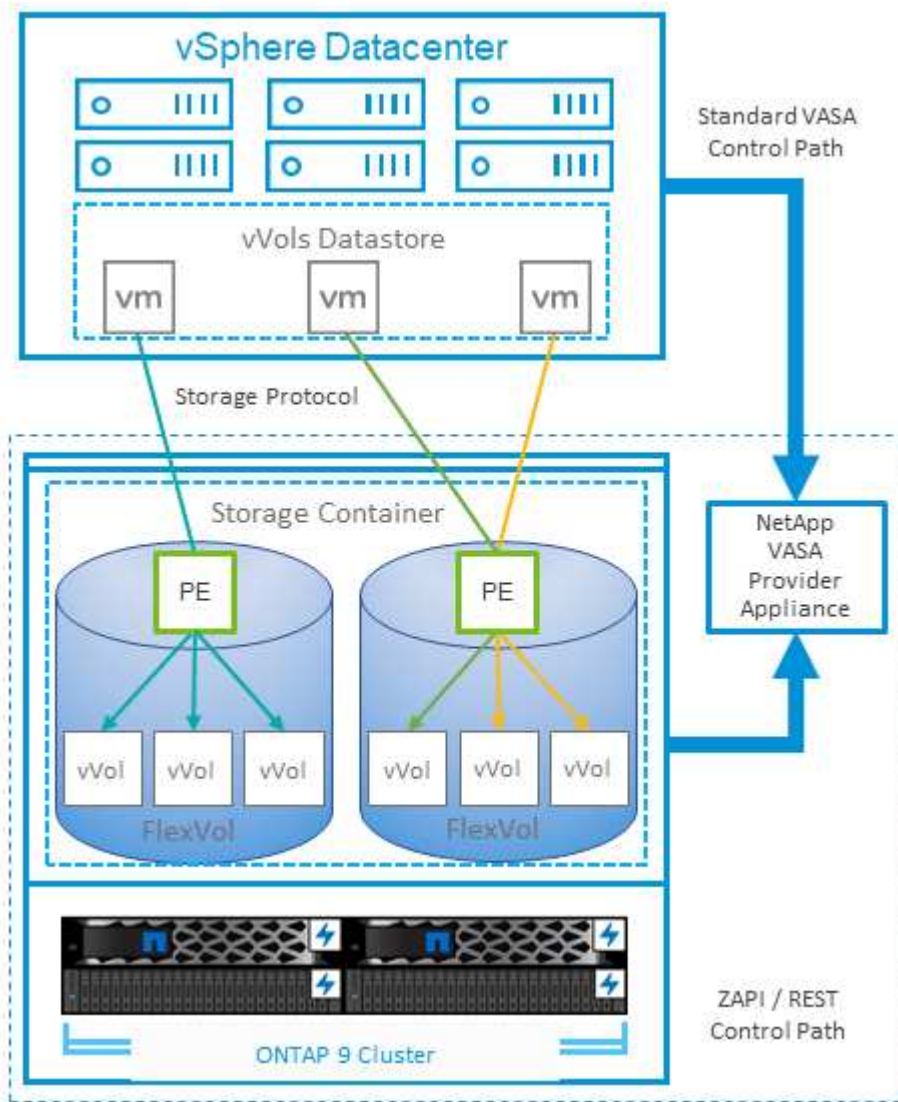 vSphere Datacenter
Standard VASA
Control Path
vVols Datastore
vm
vm
vm
Storage Protocol
Storage Container
NetApp
VASA
Provider
Appliance
PE
PE
vVol
vVol
vVol
vVol
vVol
vVol
FlexVol
FlexVol
ZAPI / REST
Control Path
ONTAP 9 Cluster